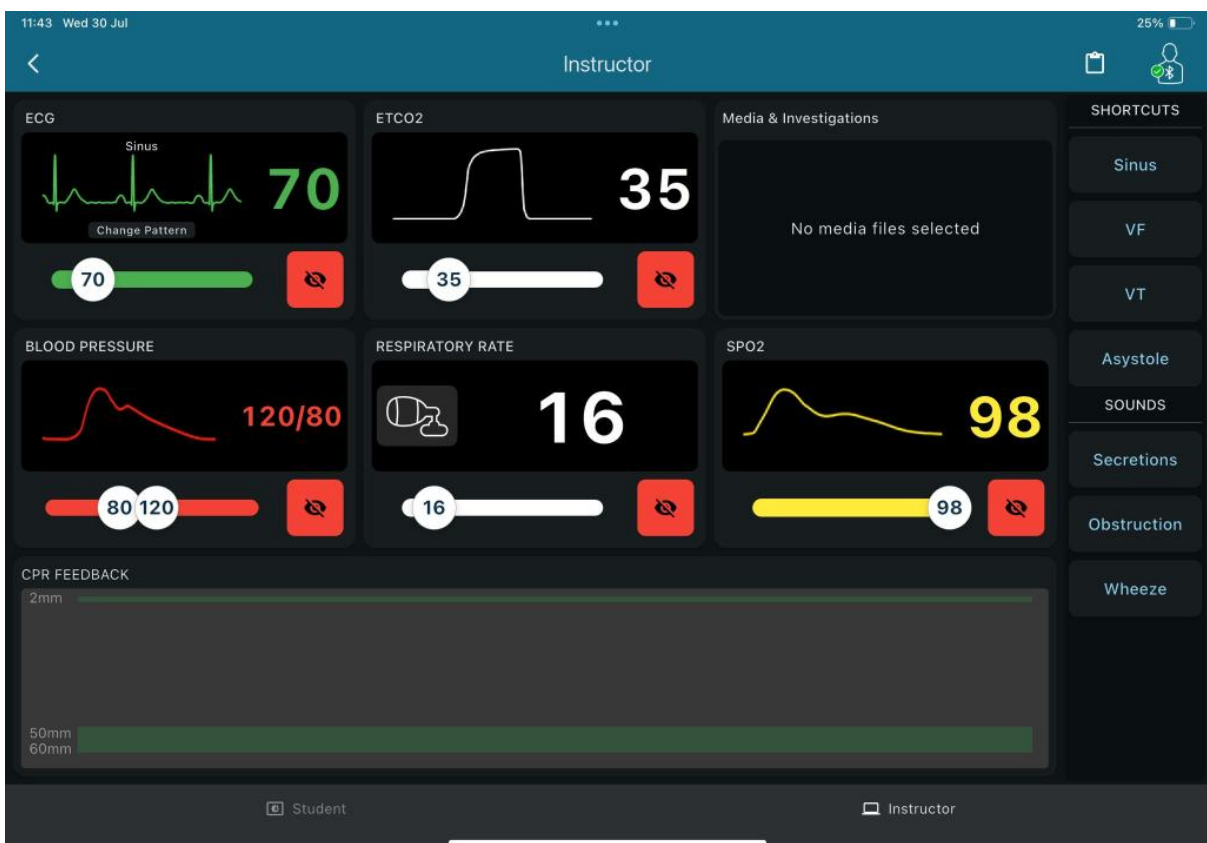 11:43 Wed 30 Jul
25%
Instructor
ECG
Sinus
70
Change Pattern
70
ETCO2
35
35
Media & Investigations
No media files selected
BLOOD PRESSURE
120/80
80 120
RESPIRATORY RATE
16
16
SPO2
98
98
CPR FEEDBACK
2mm
50mm
60mm
SHORTCUTS
Sinus
VF
VT
Asystole
SOUNDS
Secretions
Obstruction
Wheeze
Student
Instructor